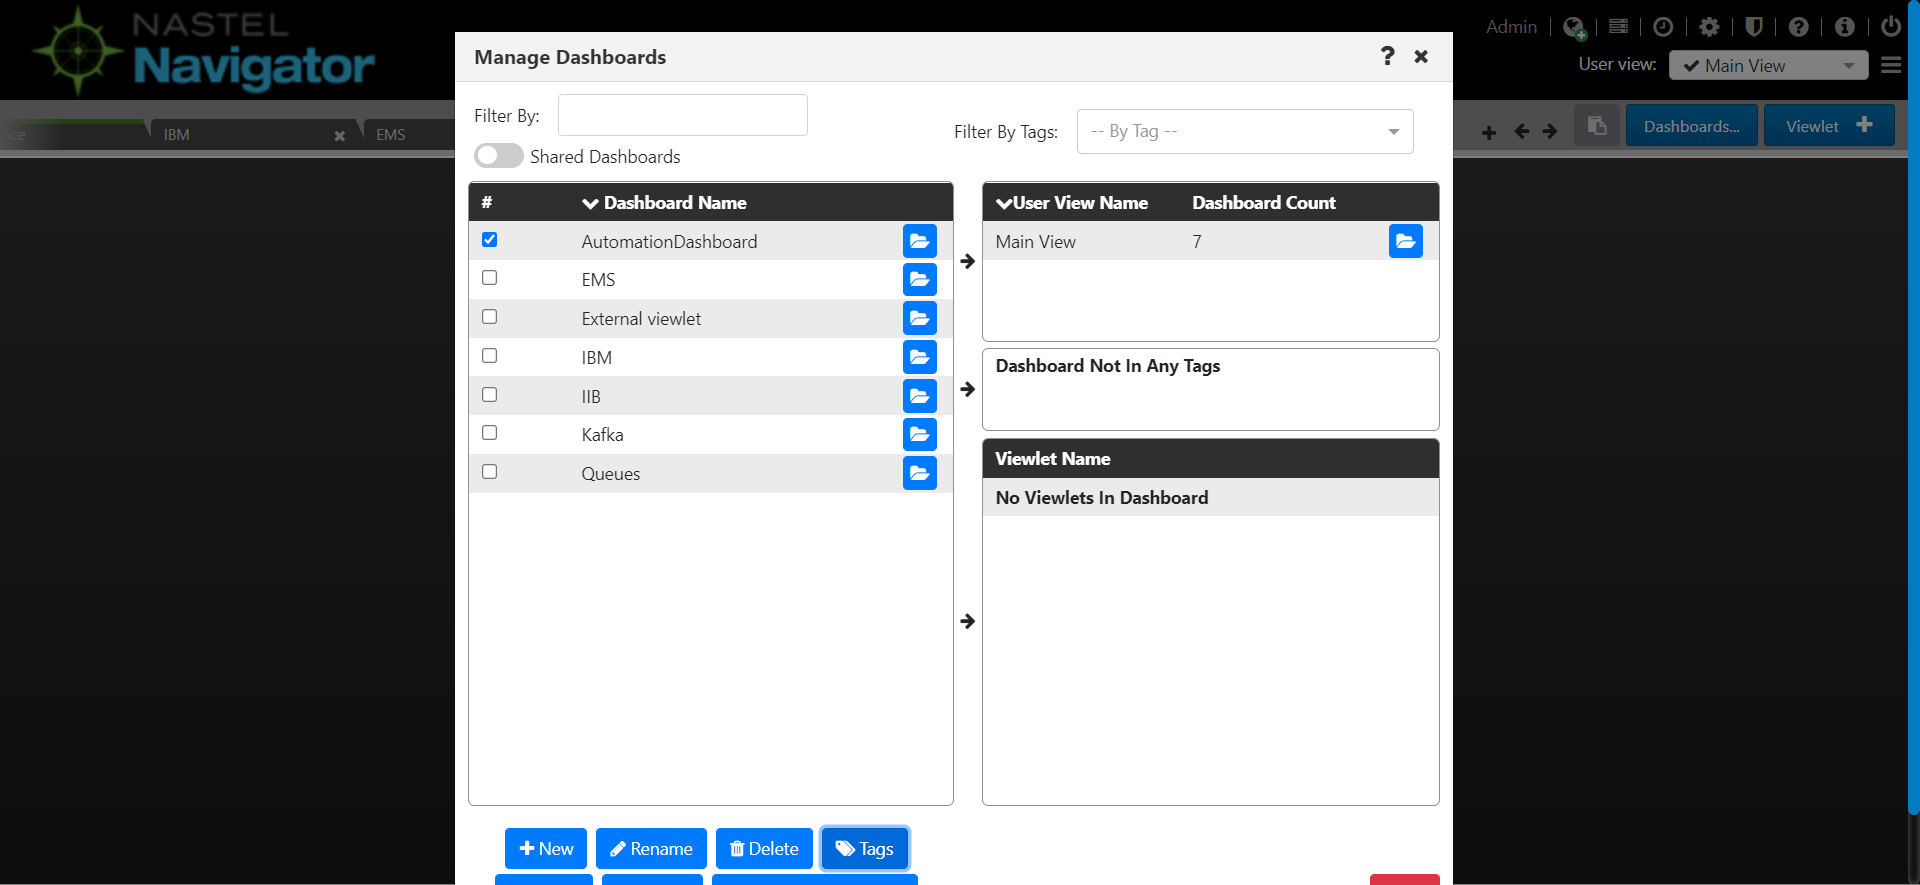 NASTEL
Navigator
Admin
User view:
Main View
ce
IBM
EMS
Dashboards...
Viewlet
Manage Dashboards
Filter By:
Shared Dashboards
Filter By Tags:
-- By Tag --
# Dashboard Name
AutomationDashboard
EMS
External viewlet
IBM
IIB
Kafka
Queues
User View Name Dashboard Count
Main View 7
Dashboard Not In Any Tags
Viewlet Name
No Viewlets In Dashboard
New
Rename
Delete
Tags